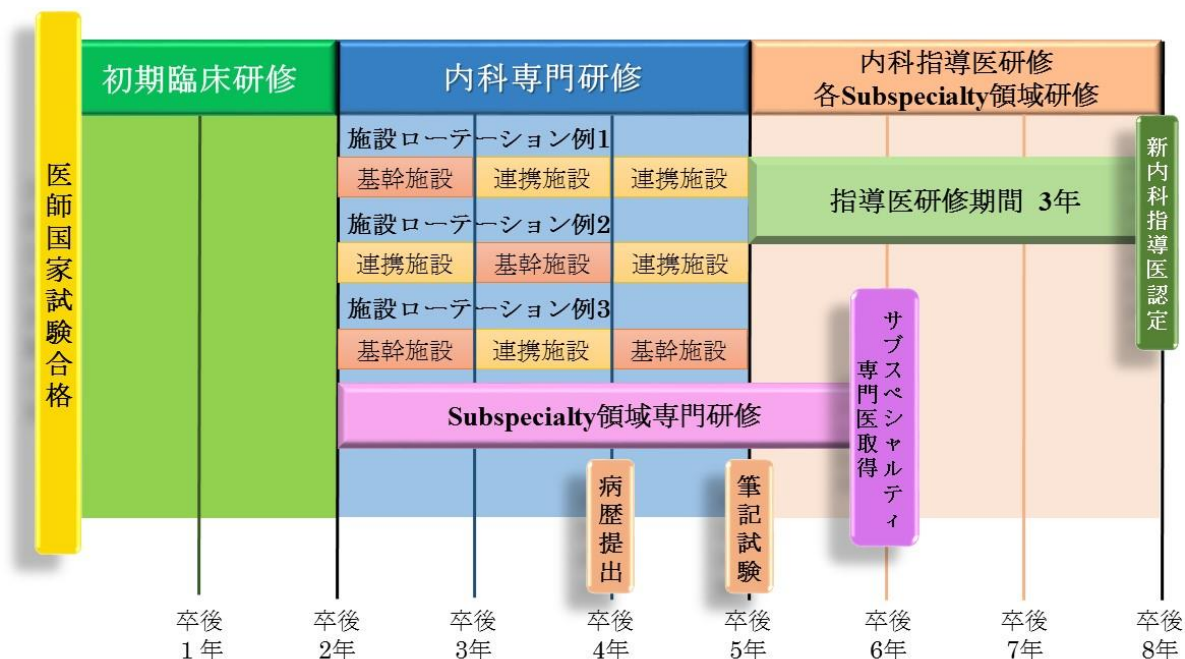 医師国家試験合格
初期臨床研修
内科専門研修
内科指導医研修
各Subspecialty領域研修
施設ローテーション例1
基幹施設 連携施設 連携施設
施設ローテーション例2
連携施設 基幹施設 連携施設
施設ローテーション例3
基幹施設 連携施設 基幹施設
指導医研修期間 3年
新内科指導医認定
Subspecialty領域専門研修
サブスペシャルティ
専門医取得
病歴提出
筆記試験
卒後 卒後 卒後 卒後 卒後 卒後 卒後 卒後
1年 2年 3年 4年 5年 6年 7年 8年